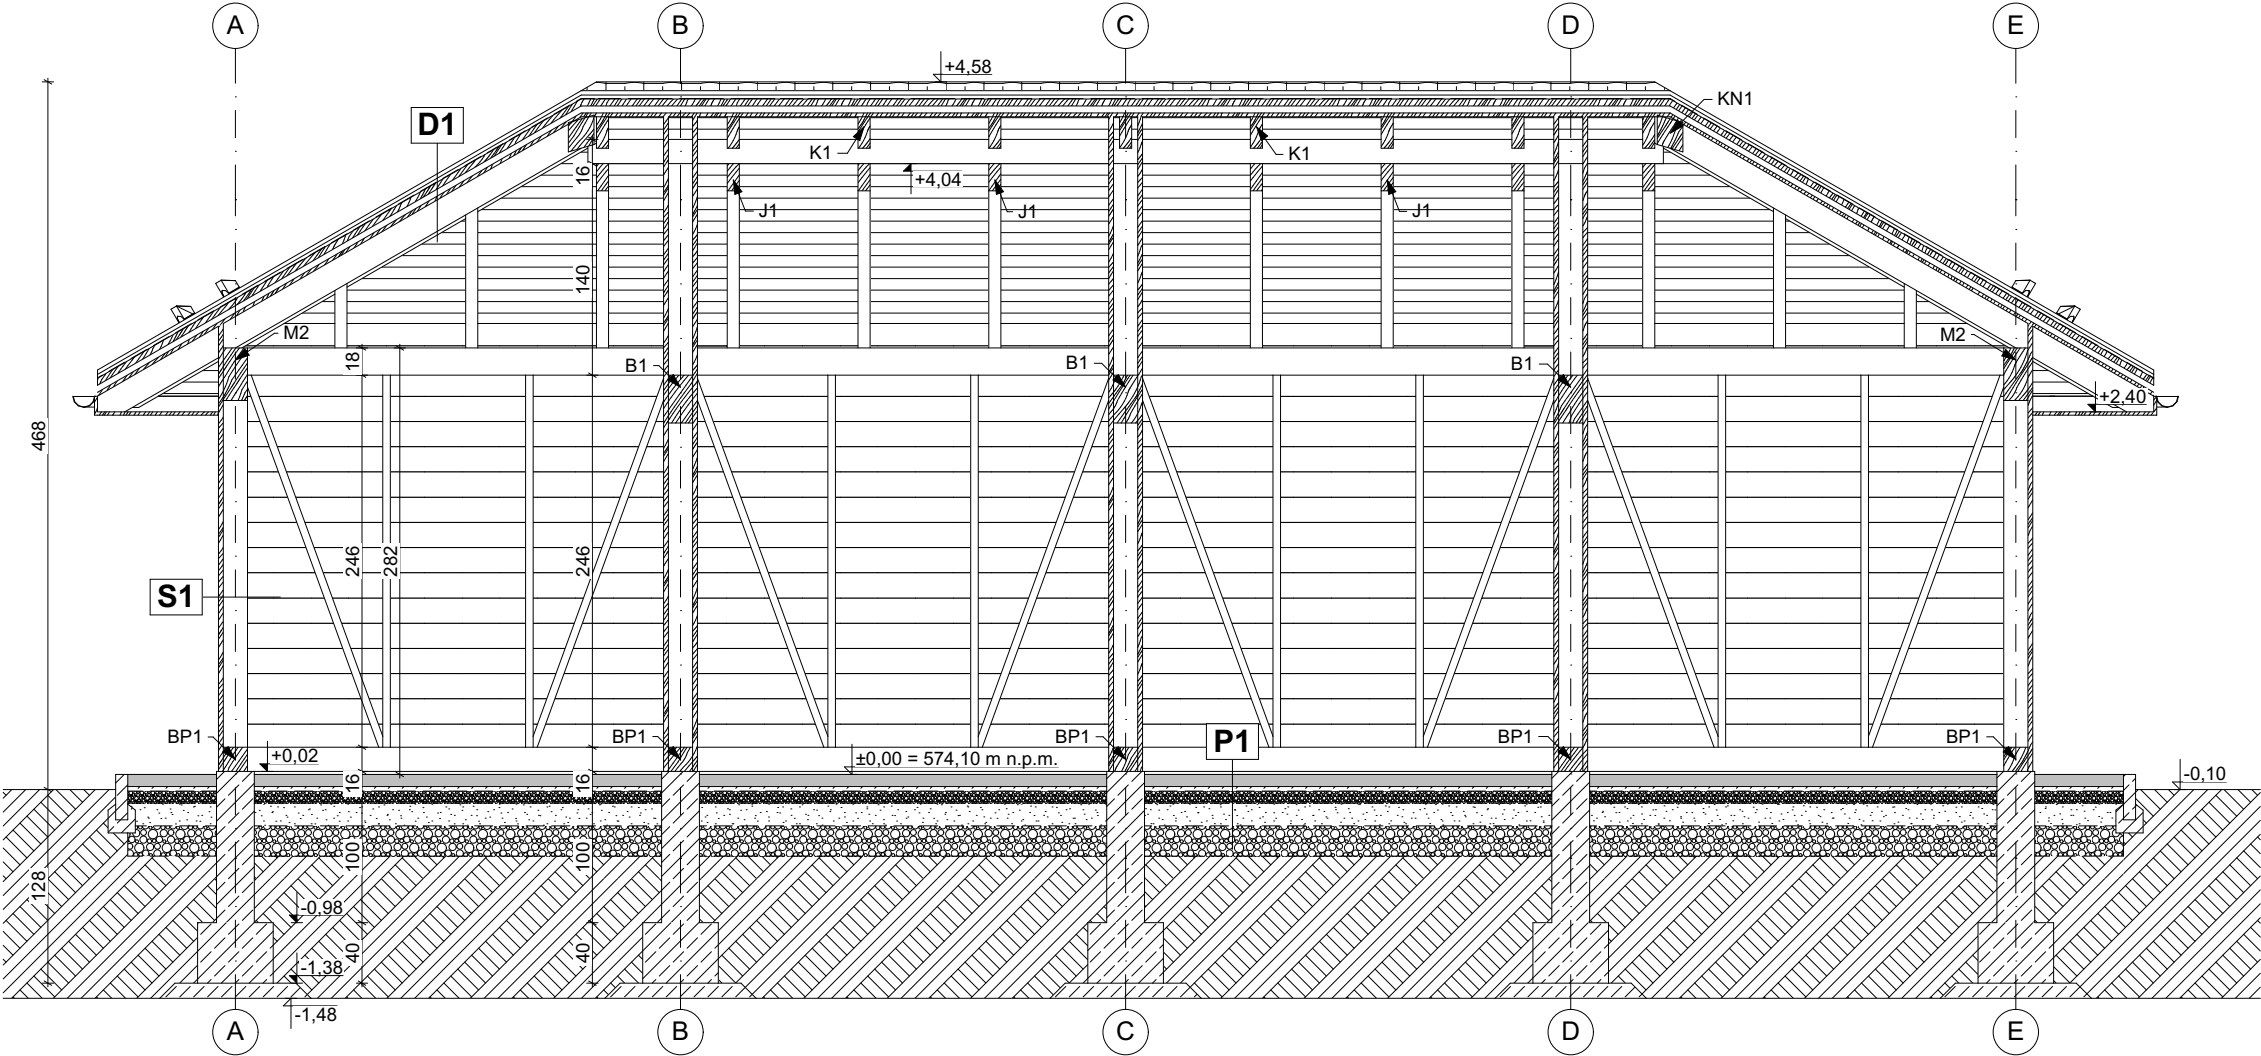 A
B
C
D
E
+4,58
KN1
D1
K1
K1
16
+4,04
J1
J1
J1
140
M2
M2
18
B1
B1
B1
+2,40
468
246
282
246
S1
BP1
BP1
BP1
P1
BP1
BP1
+0,02
±0,00 = 574,10 m n.p.m.
16
16
-0,10
100
100
128
-0,98
40
40
-1,38
-1,48
A
B
C
D
E